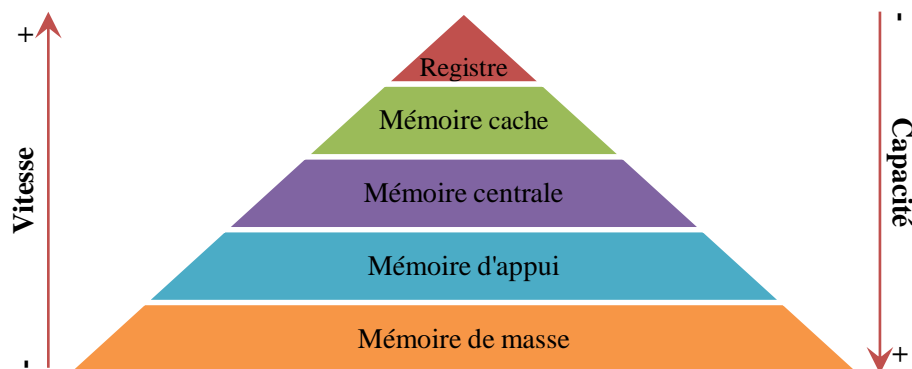 +
-
Registre
Mémoire cache
Vitesse
Capacité
Mémoire centrale
Mémoire d'appui
Mémoire de masse
-
+